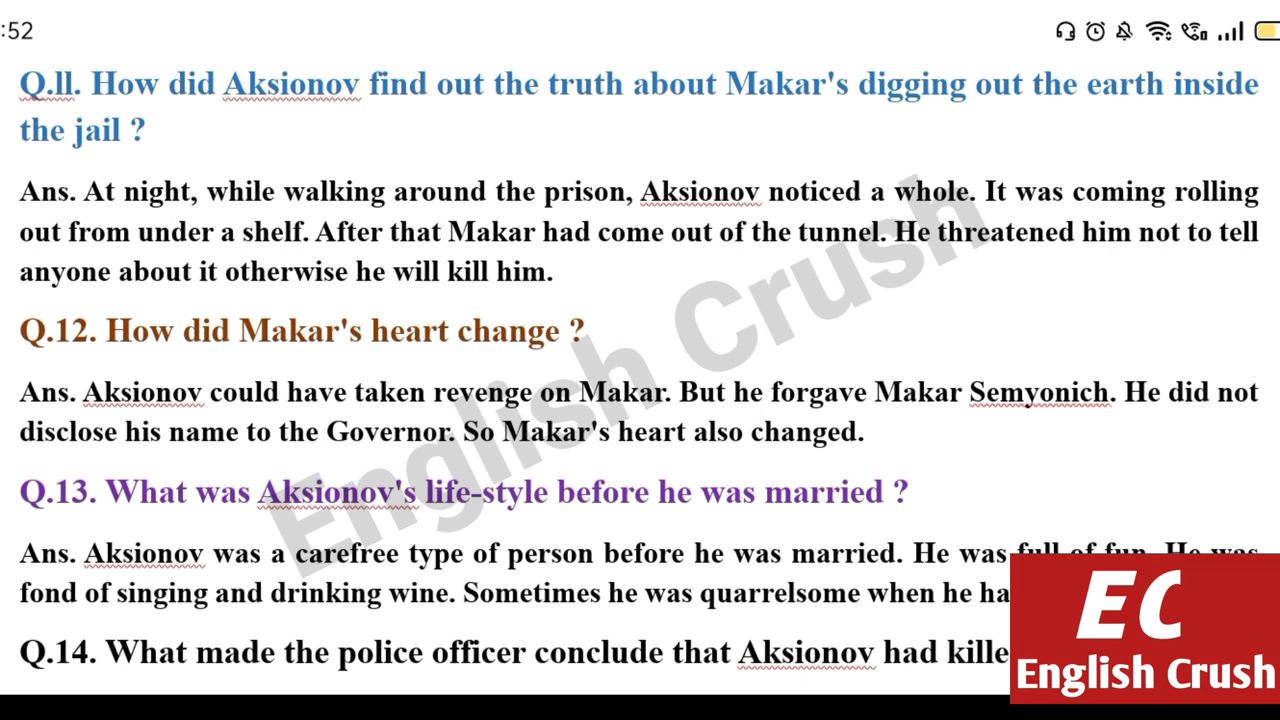 :52
Q.ll. How did Aksionov find out the truth about Makar's digging out the earth inside
the jail ?
Ans. At night, while walking around the prison, Aksionov noticed a whole. It was coming rolling
out from under a shelf. After that Makar had come out of the tunnel. He threatened him not to tell
anyone about it otherwise he will kill him.
Q.12. How did Makar's heart change ?
Ans. Aksionov could have taken revenge on Makar. But he forgave Makar Semyonich. He did not
disclose his name to the Governor. So Makar's heart also changed.
Q.13. What was Aksionov's life-style before he was married ?
Ans. Aksionov was a carefree type of person before he was married. He was full of fun. He was
fond of singing and drinking wine. Sometimes he was quarrelsome when he
Q.14. What made the police officer conclude that Aksionov had
English Crush
EC
English Crush